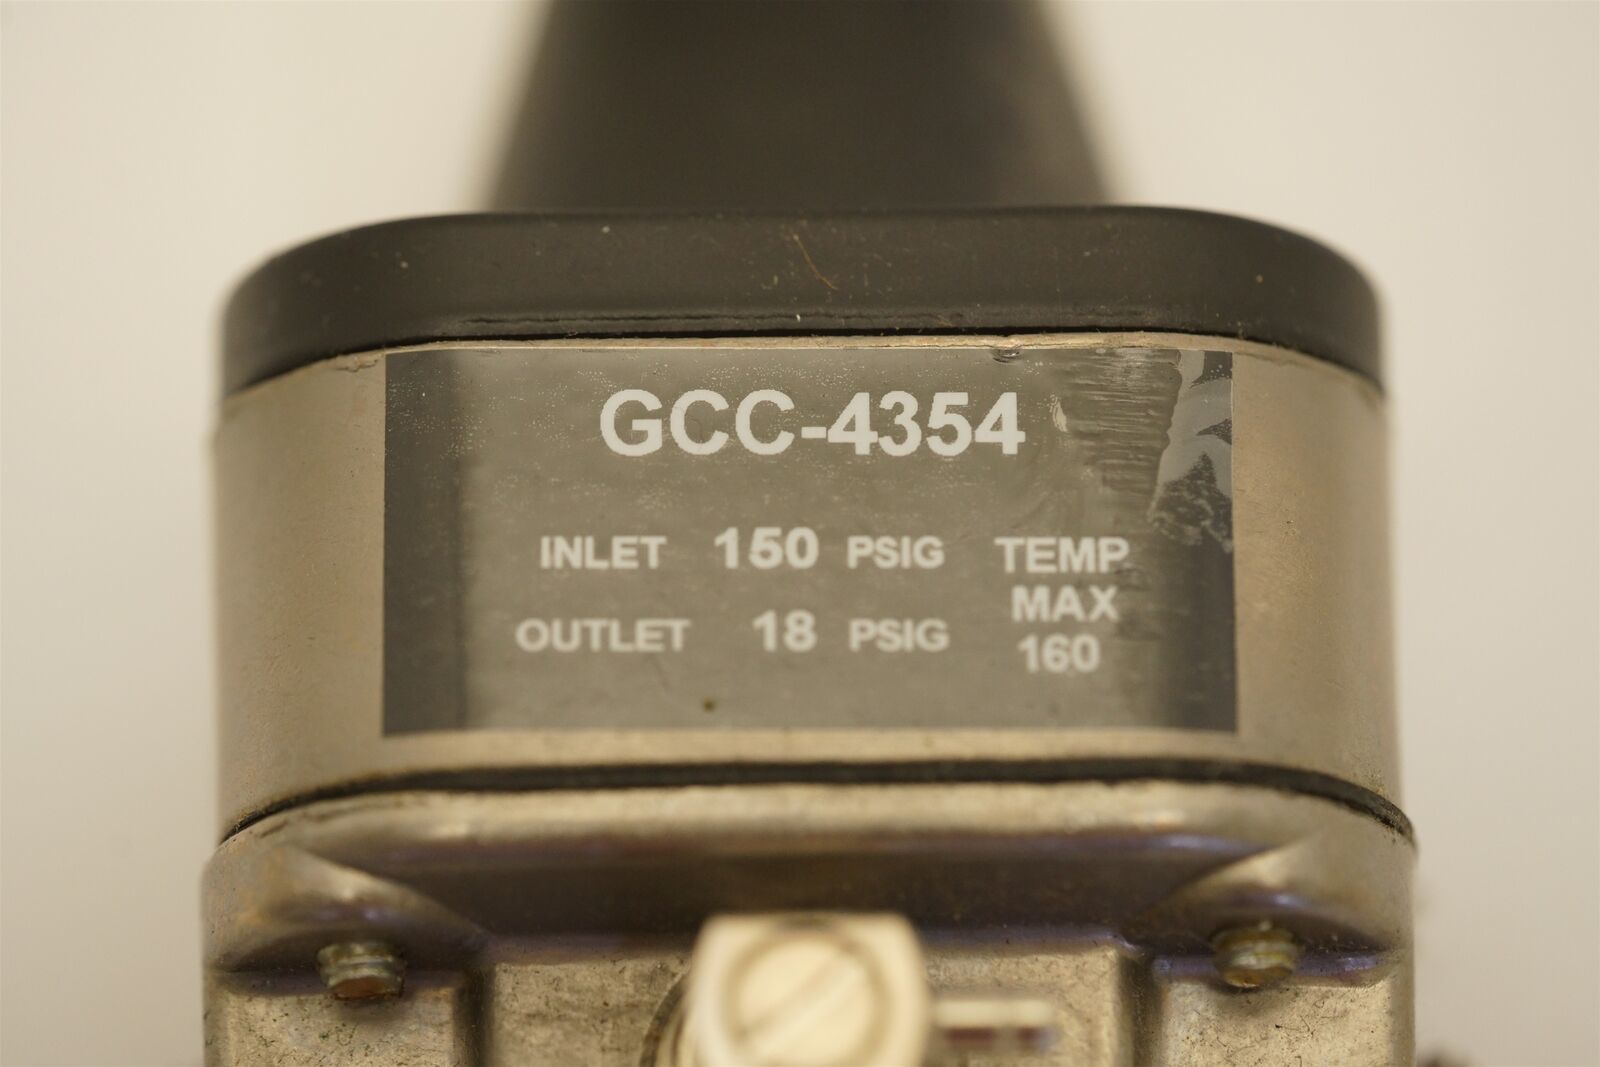 GCC-4354
INLET 150 PSIG
OUTLET 18 PSIG
TEMP
MAX
160